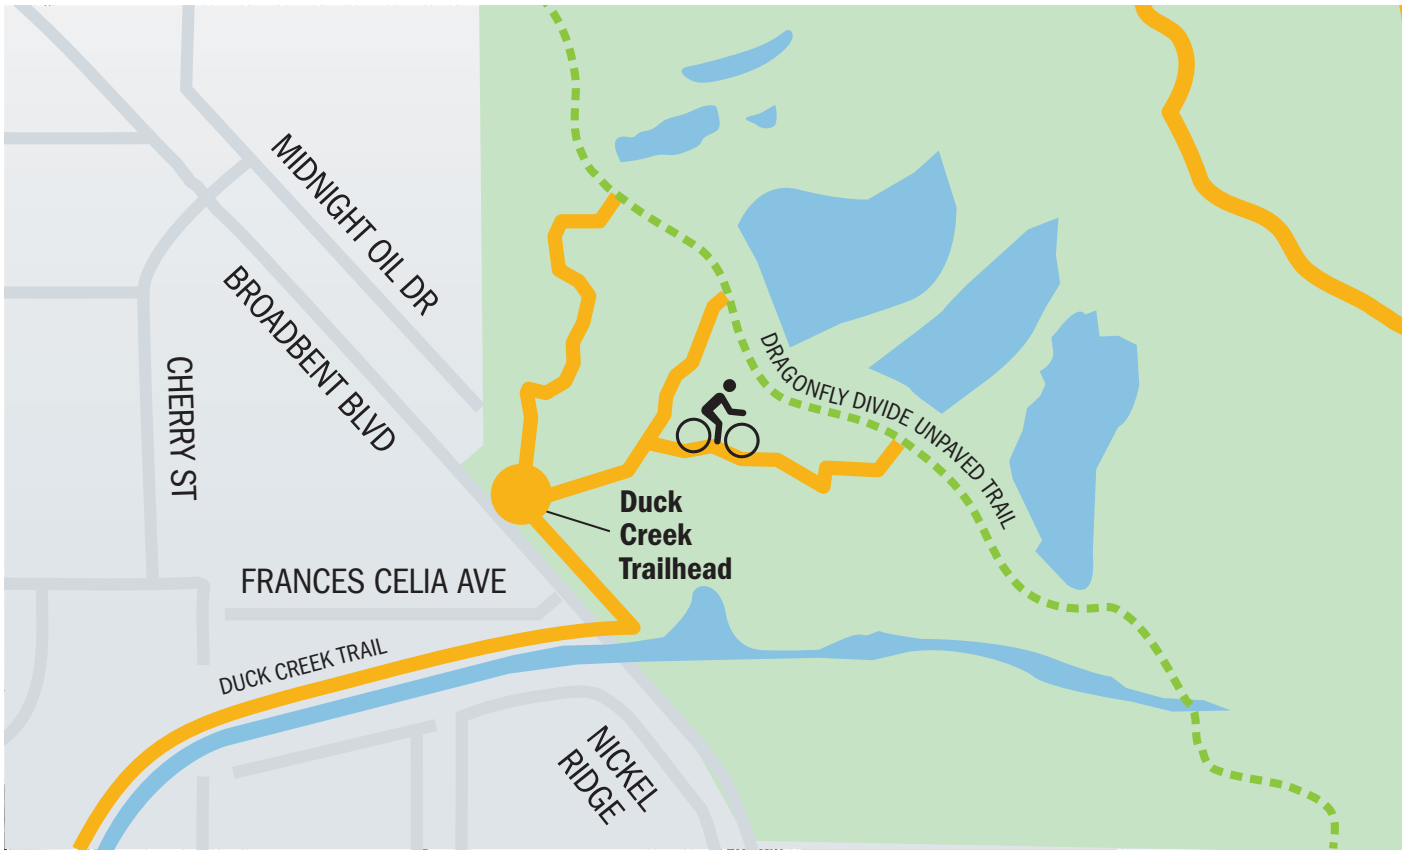 MIDNIGHT OIL DR
BROADBENT BLVD
CHERRY ST
DRAGONFLY DIVIDE UNPAVED TRAIL
Duck
Creek
Trailhead
FRANCES CELIA AVE
DUCK CREEK TRAIL
NICKEL
RIDGE